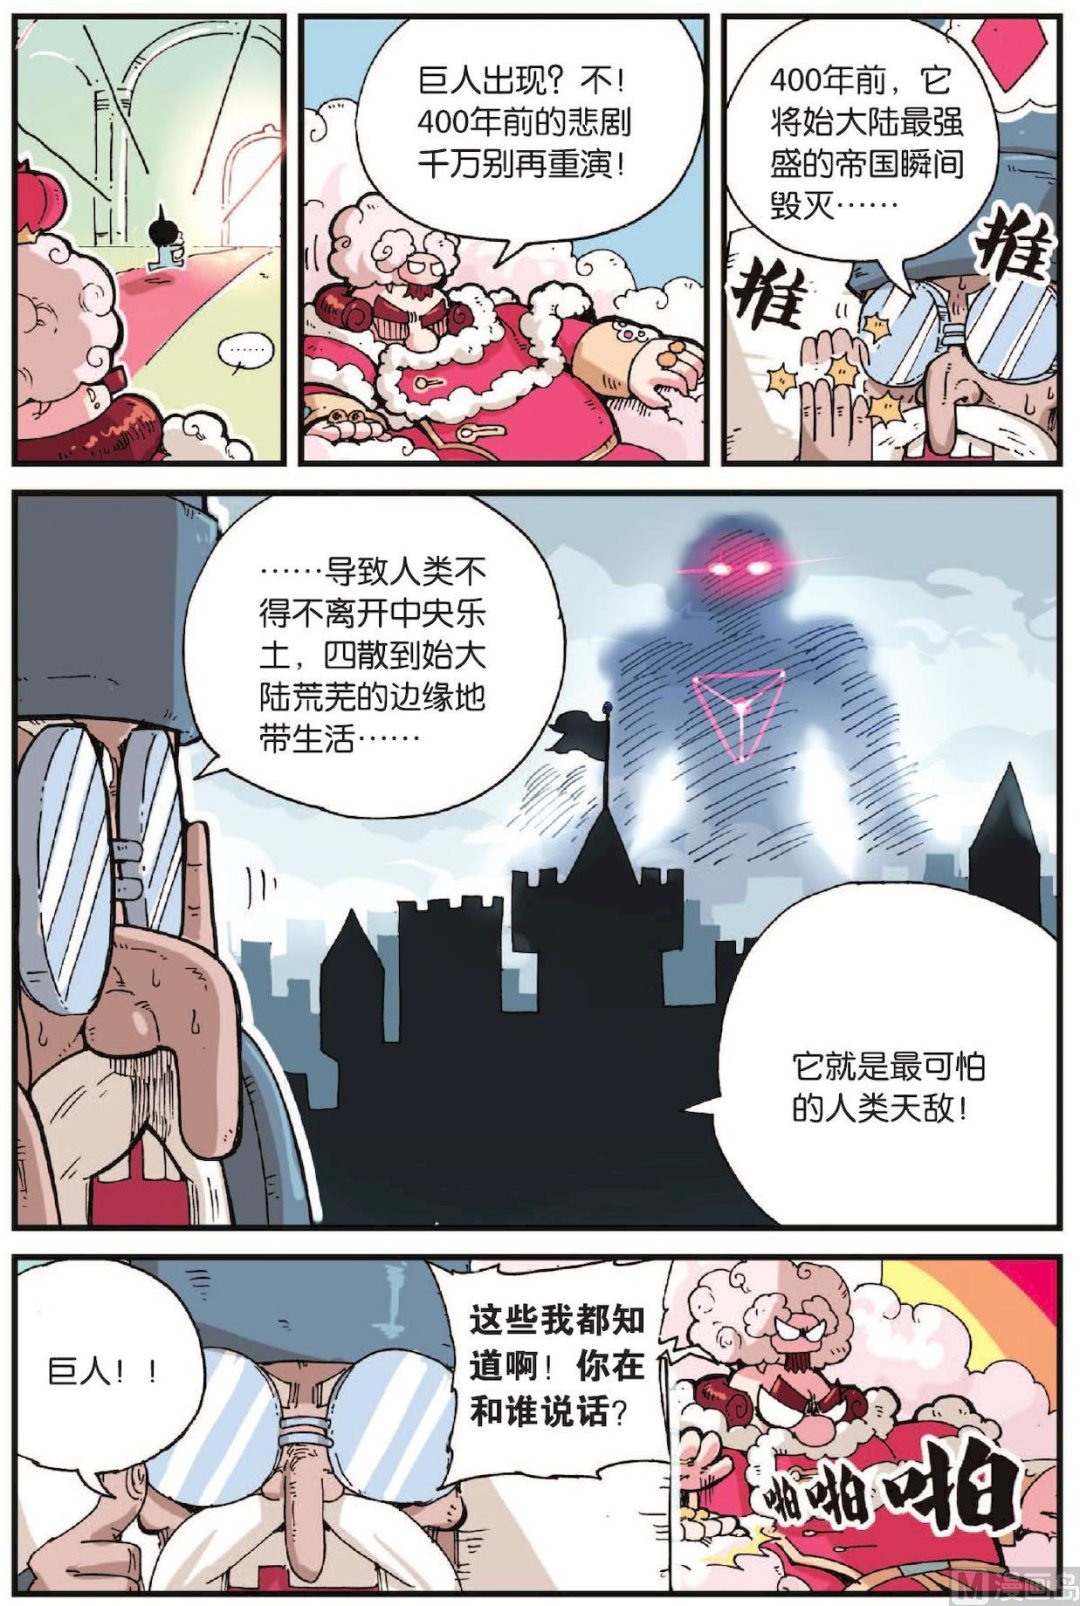 ……
巨人出现？不！
400年前的悲剧
千万别再重演！
400年前，它
将始大陆最强
盛的帝国瞬间
毁灭……
推
推
……导致人类不
得不离开中央乐
土，四散到始大
陆荒芜的边缘地
带生活……
它就是最可怕
的人类天敌！
巨人！！
这些我都知
道啊！你在
和谁说话？
啪啪啪
漫画岛